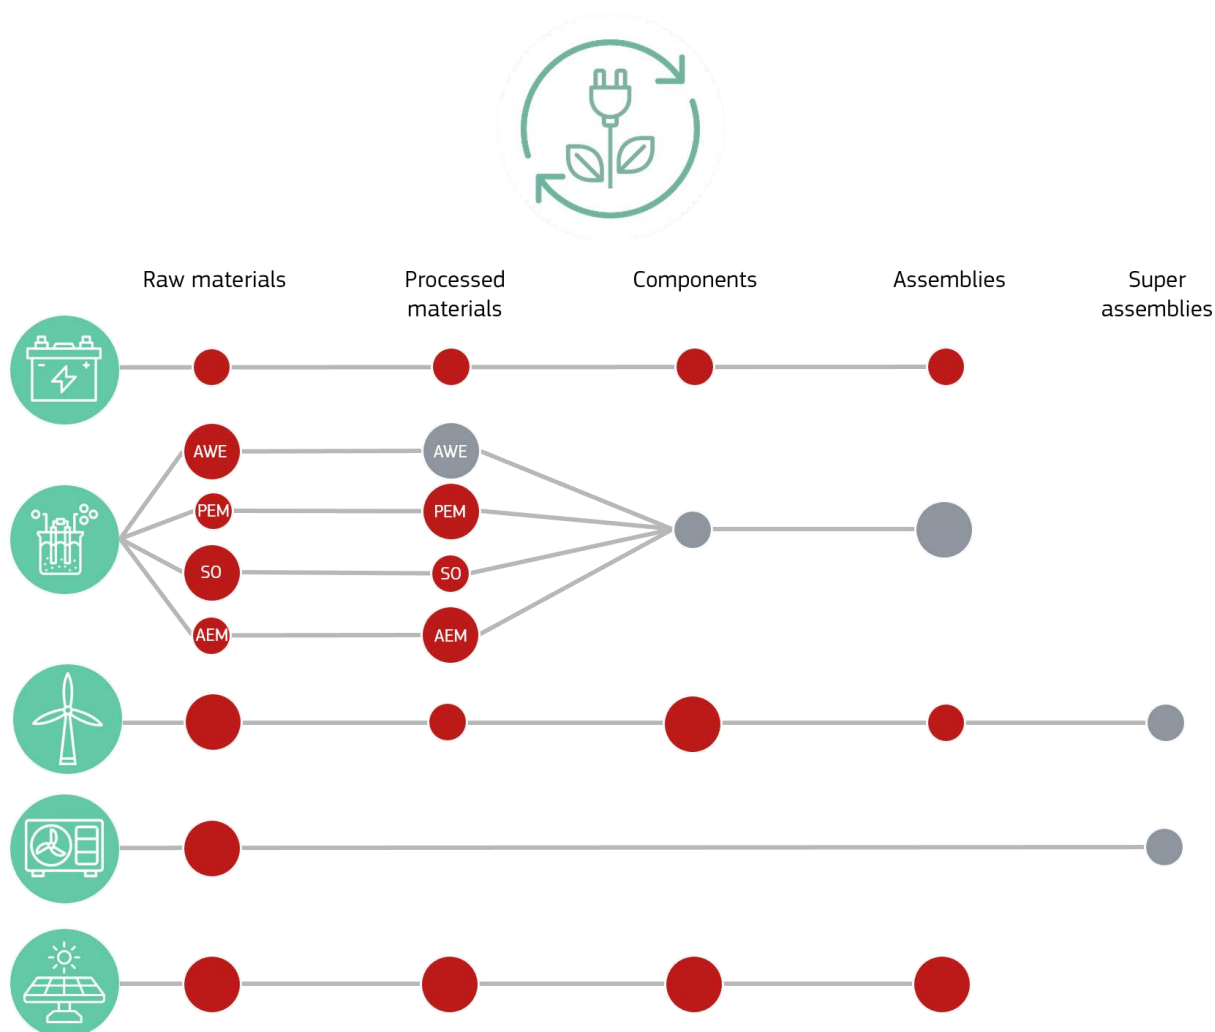 Raw materials
Processed
materials
Components
Assemblies
Super
assemblies
- +
AWE
AWE
PEM
PEM
SO
SO
AEM
AEM